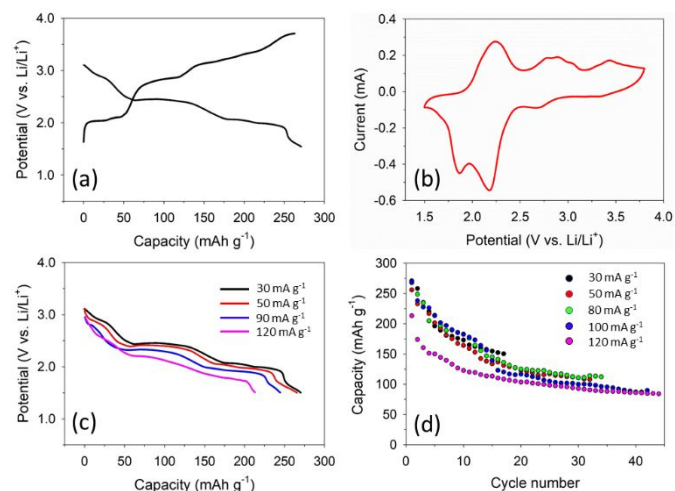 4.0
3.0
2.0
1.0
Potential (V vs. Li/Li⁺)
(a)
0 50 100 150 200 250 300
Capacity (mAh g⁻¹)
0.4
0.2
0.0
-0.2
-0.4
-0.6
Current (mA)
(b)
1.5 2.0 2.5 3.0 3.5 4.0
Potential (V vs. Li/Li⁺)
4.0
3.0
2.0
1.0
Potential (V vs. Li/Li⁺)
30 mA g⁻¹
50 mA g⁻¹
90 mA g⁻¹
120 mA g⁻¹
(c)
0 50 100 150 200 250 300
Capacity (mAh g⁻¹)
300
250
200
150
100
50
0
Capacity (mAh g⁻¹)
30 mA g⁻¹
50 mA g⁻¹
80 mA g⁻¹
100 mA g⁻¹
120 mA g⁻¹
(d)
0 10 20 30 40
Cycle number